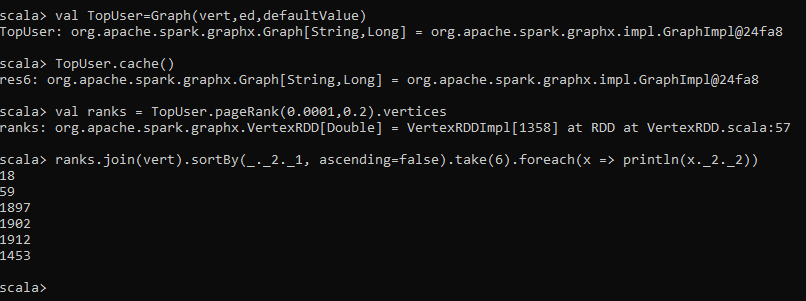 scala> val TopUser=Graph(vert,ed,defaultValue)
TopUser: org.apache.spark.graphx.Graph[String,Long] = org.apache.spark.graphx.impl.GraphImpl@24fa8
scala> TopUser.cache()
res6: org.apache.spark.graphx.Graph[String,Long] = org.apache.spark.graphx.impl.GraphImpl@24fa8
scala> val ranks = TopUser.pageRank(0.0001,0.2).vertices
ranks: org.apache.spark.graphx.VertexRDD[Double] = VertexRDDImpl[1358] at RDD at VertexRDD.scala:57
scala> ranks.join(vert).sortBy(_._2._1, ascending=false).take(6).foreach(x => println(x._2._2))
18
59
1897
1902
1912
1453
scala>